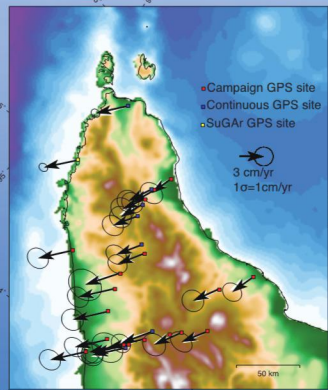 Campaign GPS site
Continuous GPS site
SuGAr GPS site
3 cm/yr
1σ=1cm/yr
50 km